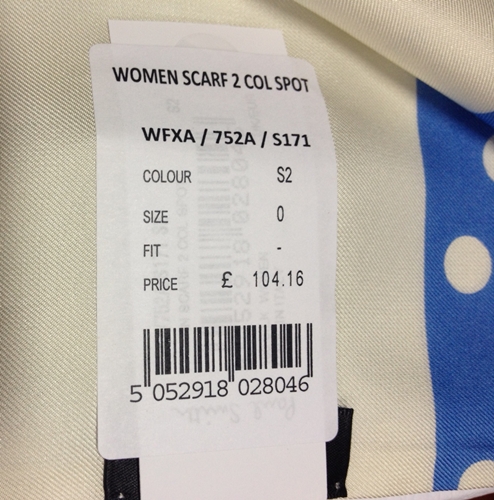 WOMEN SCARF 2 COL SPOT
WFXA / 752A / S171
COLOUR S2
SIZE 0
FIT -
PRICE £ 104.16
5 052918 028046